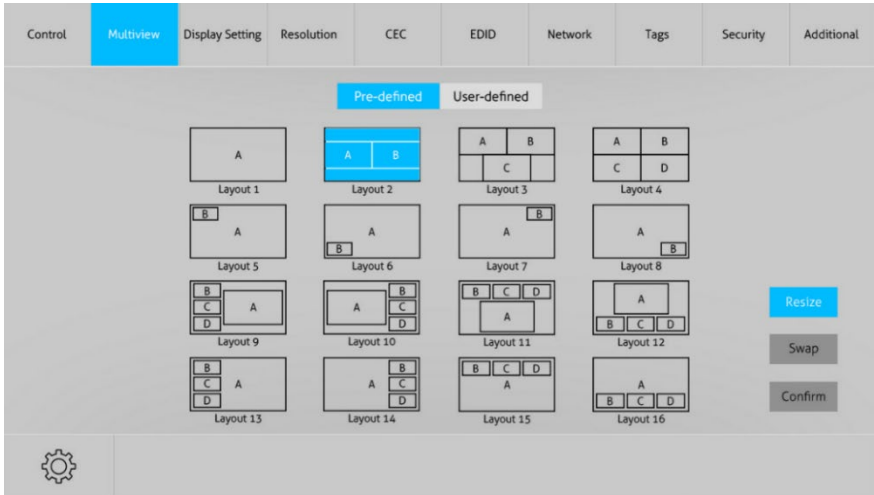 Control Multiview Display Setting Resolution CEC EDID Network Tags Security Additional
Pre-defined User-defined
A A B A B A B
C C D
Layout 1 Layout 2 Layout 3 Layout 4
B A A B A B A B
Layout 5 Layout 6 Layout 7 Layout 8
B B B C D A
C A A C A B C D
D D
Layout 9 Layout 10 Layout 11 Layout 12
Resize
Swap
B B B C D A
C A A C A B C D
D D
Layout 13 Layout 14 Layout 15 Layout 16
Confirm